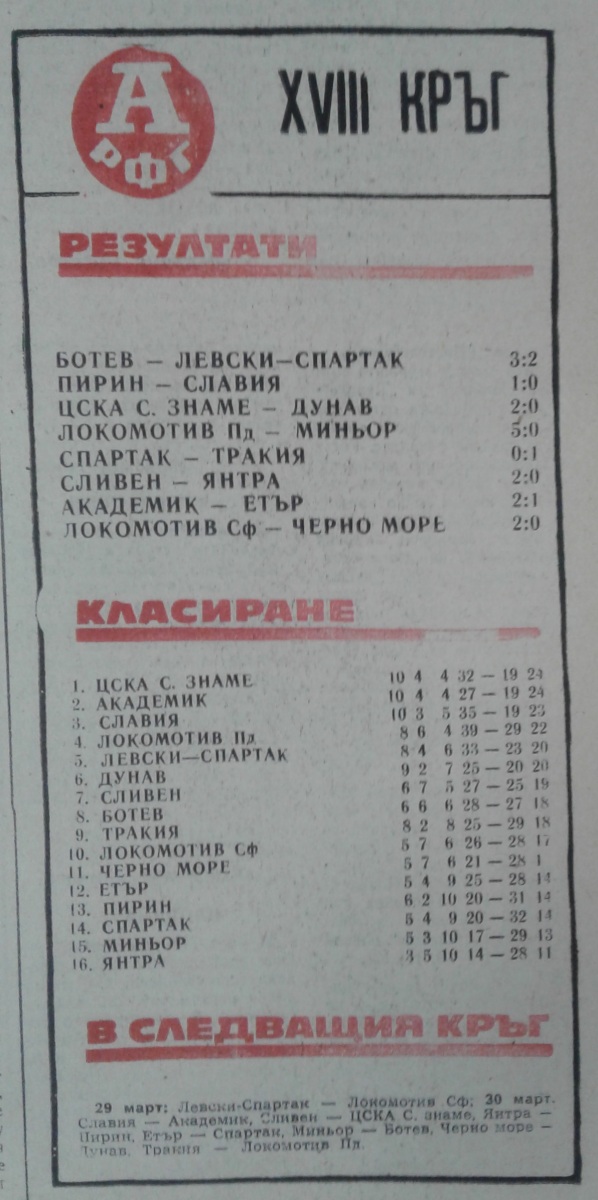 А
РФГ
XVIII КРЪГ
РЕЗУЛТАТИ
БОТЕВ — ЛЕВСКИ—СПАРТАК 3:2
ПИРИН — СЛАВИЯ 1:0
ЦСКА С. ЗНАМЕ — ДУНАВ 2:0
ЛОКОМОТИВ Пд — МИНЬОР 5:0
СПАРТАК — ТРАКИЯ 0:1
СЛИВЕН — ЯНТРА 2:0
АКАДЕМИК — ЕТЪР 2:1
ЛОКОМОТИВ Сф — ЧЕРНО МОРЕ 2:0
КЛАСИРАНЕ
1. ЦСКА С. ЗНАМЕ 10 4 4 32 — 19 24
2. АКАДЕМИК 10 4 4 27 — 19 24
3. СЛАВИЯ 10 3 5 35 — 19 23
4. ЛОКОМОТИВ Пд 8 6 4 39 — 29 22
5. ЛЕВСКИ—СПАРТАК 8 4 6 33 — 23 20
6. ДУНАВ 9 2 7 25 — 20 20
7. СЛИВЕН 6 7 5 27 — 25 19
8. БОТЕВ 6 6 6 28 — 27 18
9. ТРАКИЯ 8 2 8 25 — 29 18
10. ЛОКОМОТИВ Сф 5 7 6 26 — 28 17
11. ЧЕРНО МОРЕ 5 7 6 21 — 28 1
12. ЕТЪР 5 4 9 25 — 28 14
13. ПИРИН 6 2 10 20 — 31 14
14. СПАРТАК 5 4 9 20 — 32 14
15. МИНЬОР 5 3 10 17 — 29 13
16. ЯНТРА 3 5 10 14 — 28 11
В СЛЕДВАЩИЯ КРЪГ
29 март: Левски-Спартак — Локомотив Сф; 30 март.
Славия — Академик, Сливен — ЦСКА С. знаме, Янтра —
Пирин, Етър — Спартак, Миньор — Ботев, Черно море —
Дунав, Тракия — Локомотив Пд.